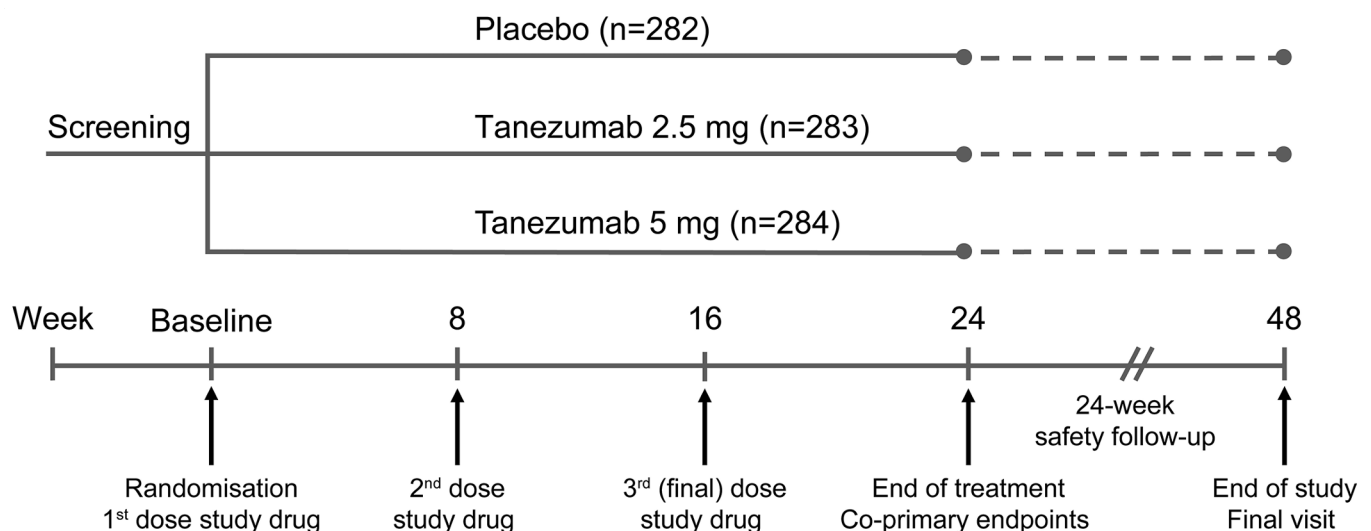 Placebo (n=282)
Screening
Tanezumab 2.5 mg (n=283)
Tanezumab 5 mg (n=284)
Week Baseline 8 16 24 48
24-week
safety follow-up
Randomisation
1st dose study drug
2nd dose
study drug
3rd (final) dose
study drug
End of treatment
Co-primary endpoints
End of study
Final visit